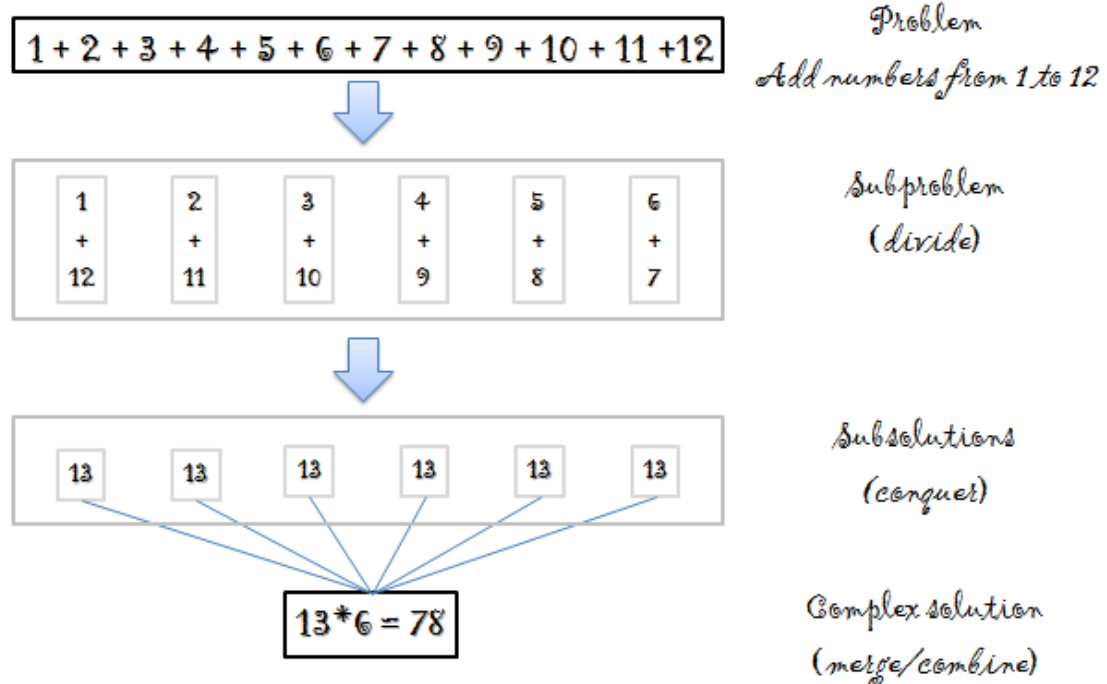 1 + 2 + 3 + 4 + 5 + 6 + 7 + 8 + 9 + 10 + 11 +12
Problem
Add numbers from 1 to 12
1 2 3 4 5 6
+ + + + + +
12 11 10 9 8 7
Subproblem
(divide)
13 13 13 13 13 13
Subsolutions
(conquer)
13*6 = 78
Complex solution
(merge/combine)